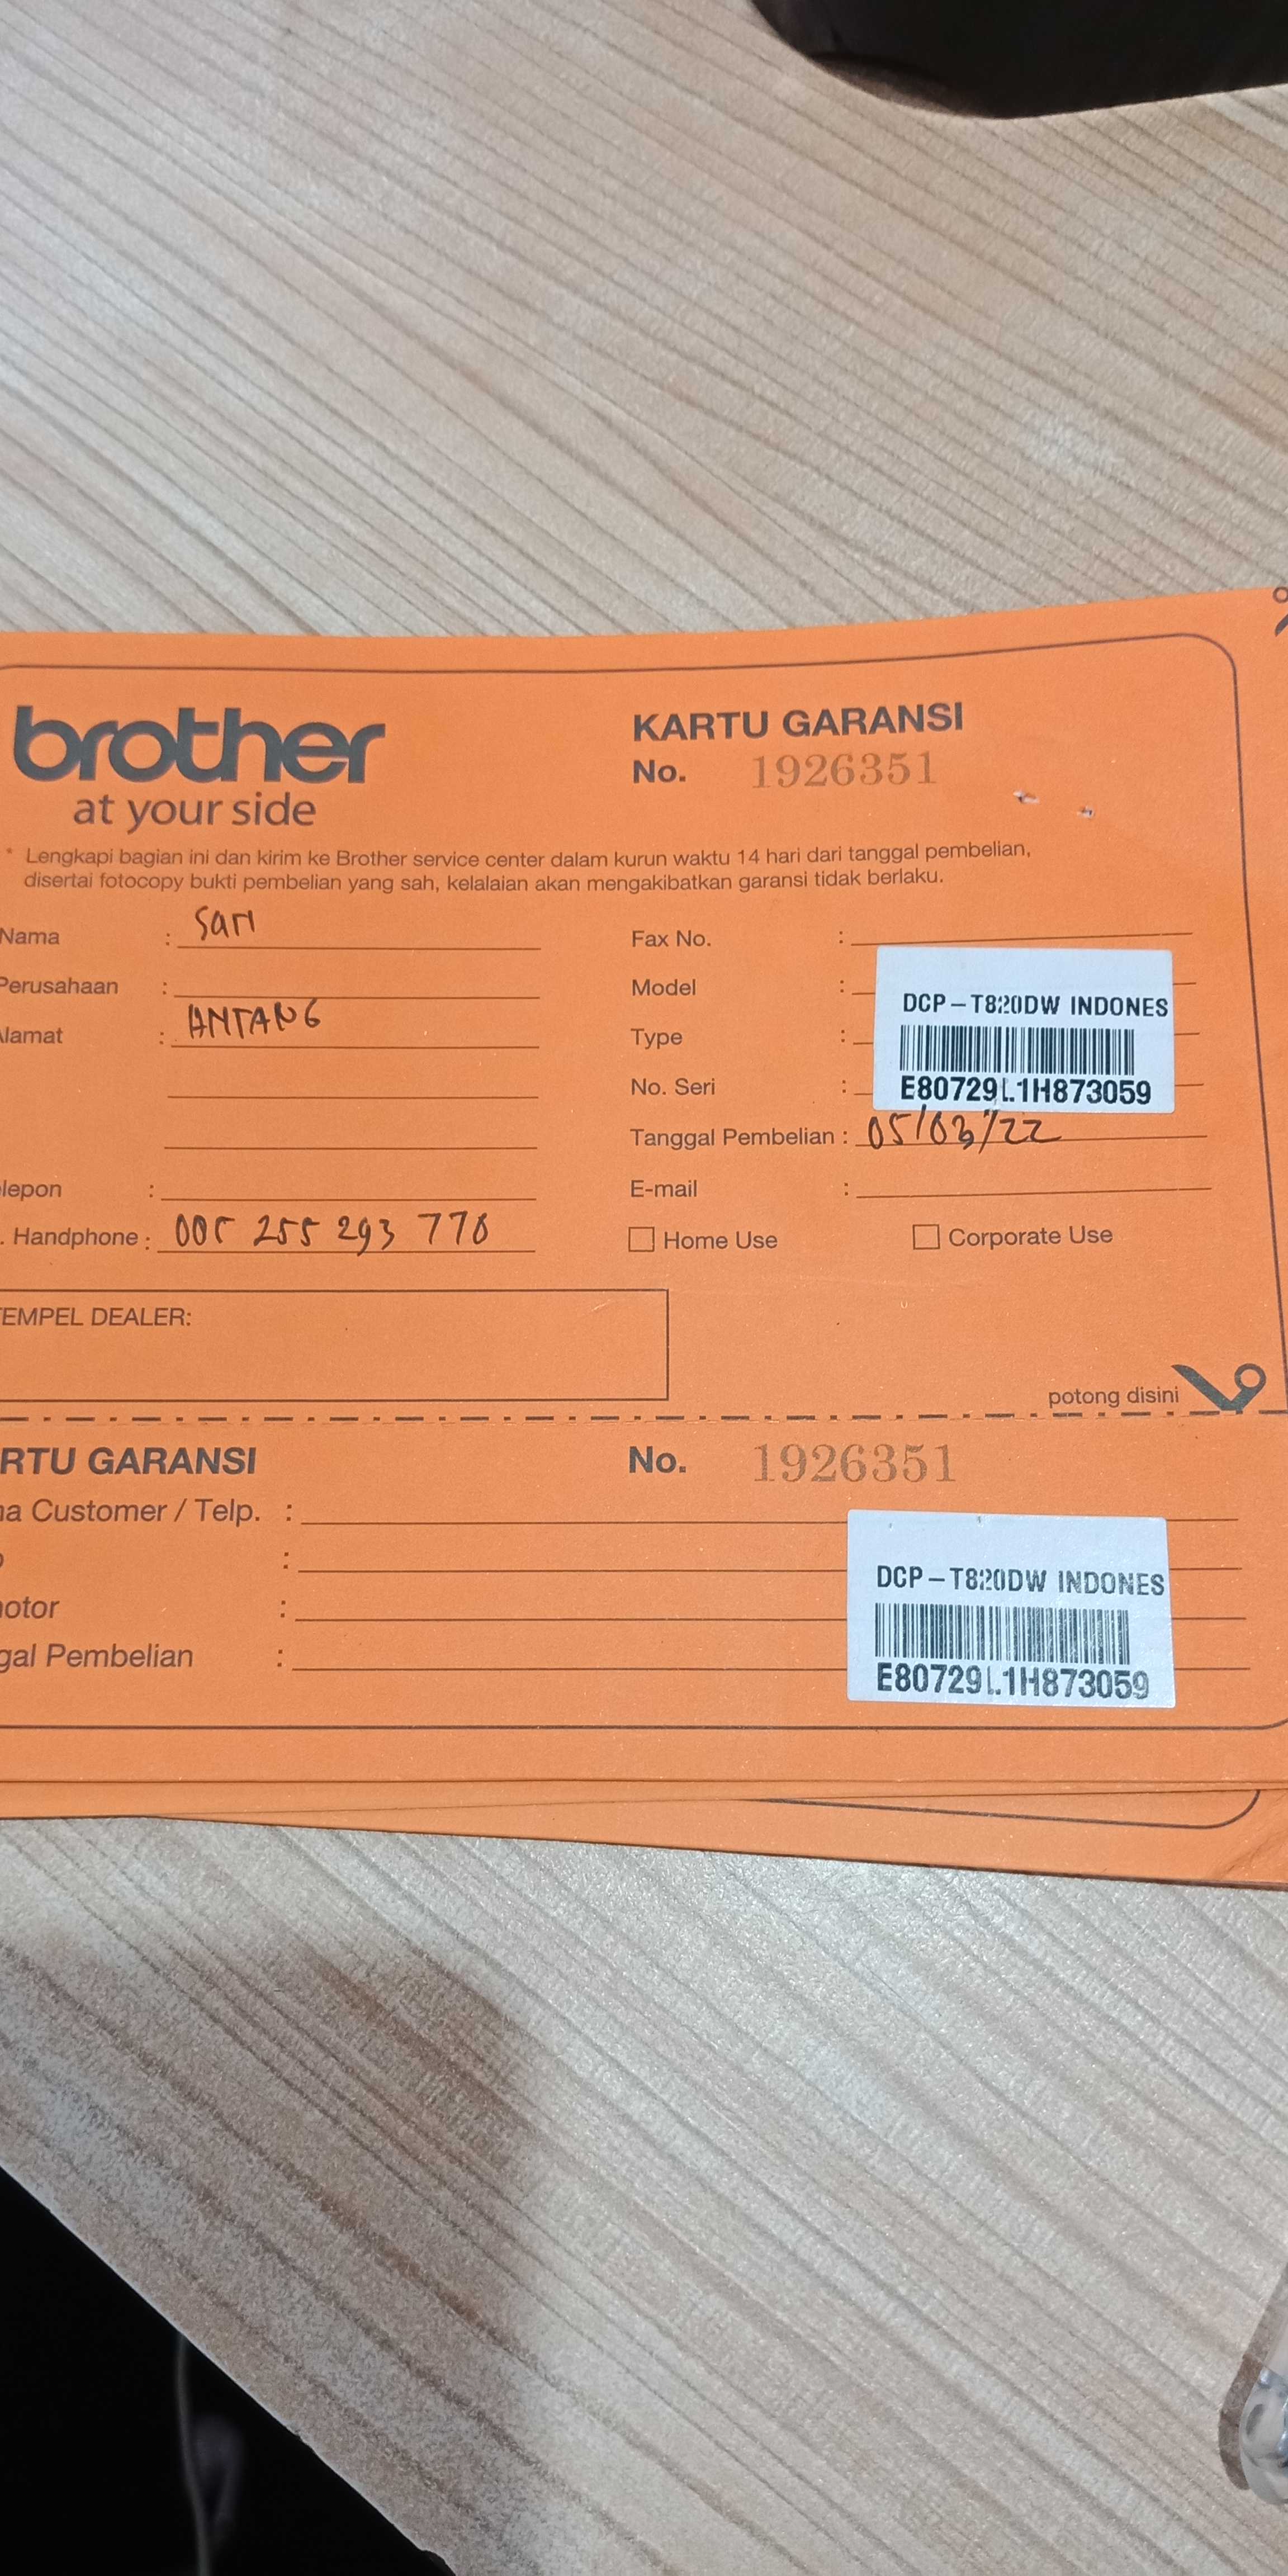 brother
at your side
KARTU GARANSI
No. 1926351
* Lengkapi bagian ini dan kirim ke Brother service center dalam kurun waktu 14 hari dari tanggal pembelian,
disertai fotocopy bukti pembelian yang sah, kelalaian akan mengakibatkan garansi tidak berlaku.
Nama : Sari
Perusahaan :
lamat : ANTANG
lepon :
. Handphone : 255 293 778
Fax No. :
Model :
Type :
No. Seri :
DCP-T820DW INDONES
E80729L1H873059
Tanggal Pembelian : 05/03/22
E-mail :
Home Use Corporate Use
TEMPEL DEALER:
potong disini
RTU GARANSI No. 1926351
na Customer / Telp. :
o :
otor :
gal Pembelian :
DCP-T820DW INDONES
E80729L1H873059